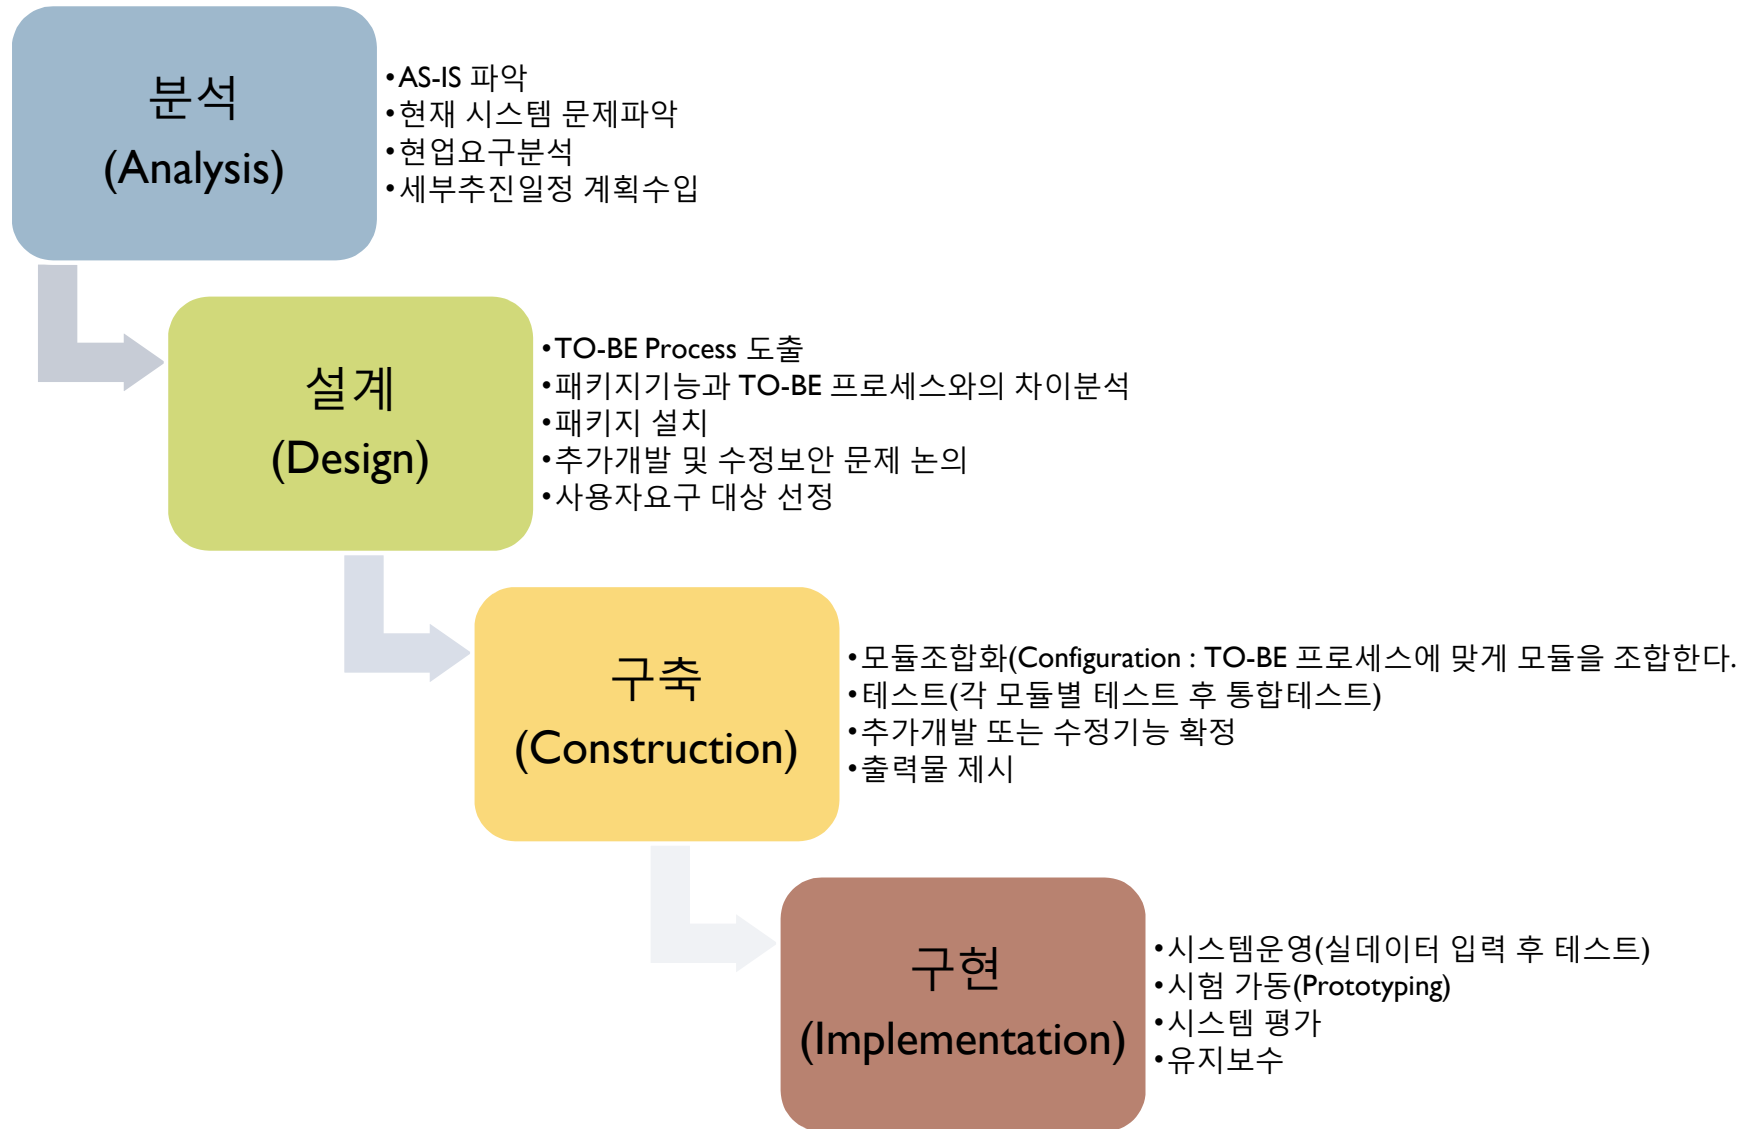 분석
(Analysis)
•AS-IS 파악
•현재 시스템 문제파악
•현업요구분석
•세부추진일정 계획수입
설계
(Design)
•TO-BE Process 도출
•패키지기능과 TO-BE 프로세스와의 차이분석
•패키지 설치
•추가개발 및 수정보안 문제 논의
•사용자요구 대상 선정
구축
(Construction)
•모듈조합화(Configuration : TO-BE 프로세스에 맞게 모듈을 조합한다.
•테스트(각 모듈별 테스트 후 통합테스트)
•추가개발 또는 수정기능 확정
•출력물 제시
구현
(Implementation)
•시스템운영(실데이터 입력 후 테스트)
•시험 가동(Prototyping)
•시스템 평가
•유지보수